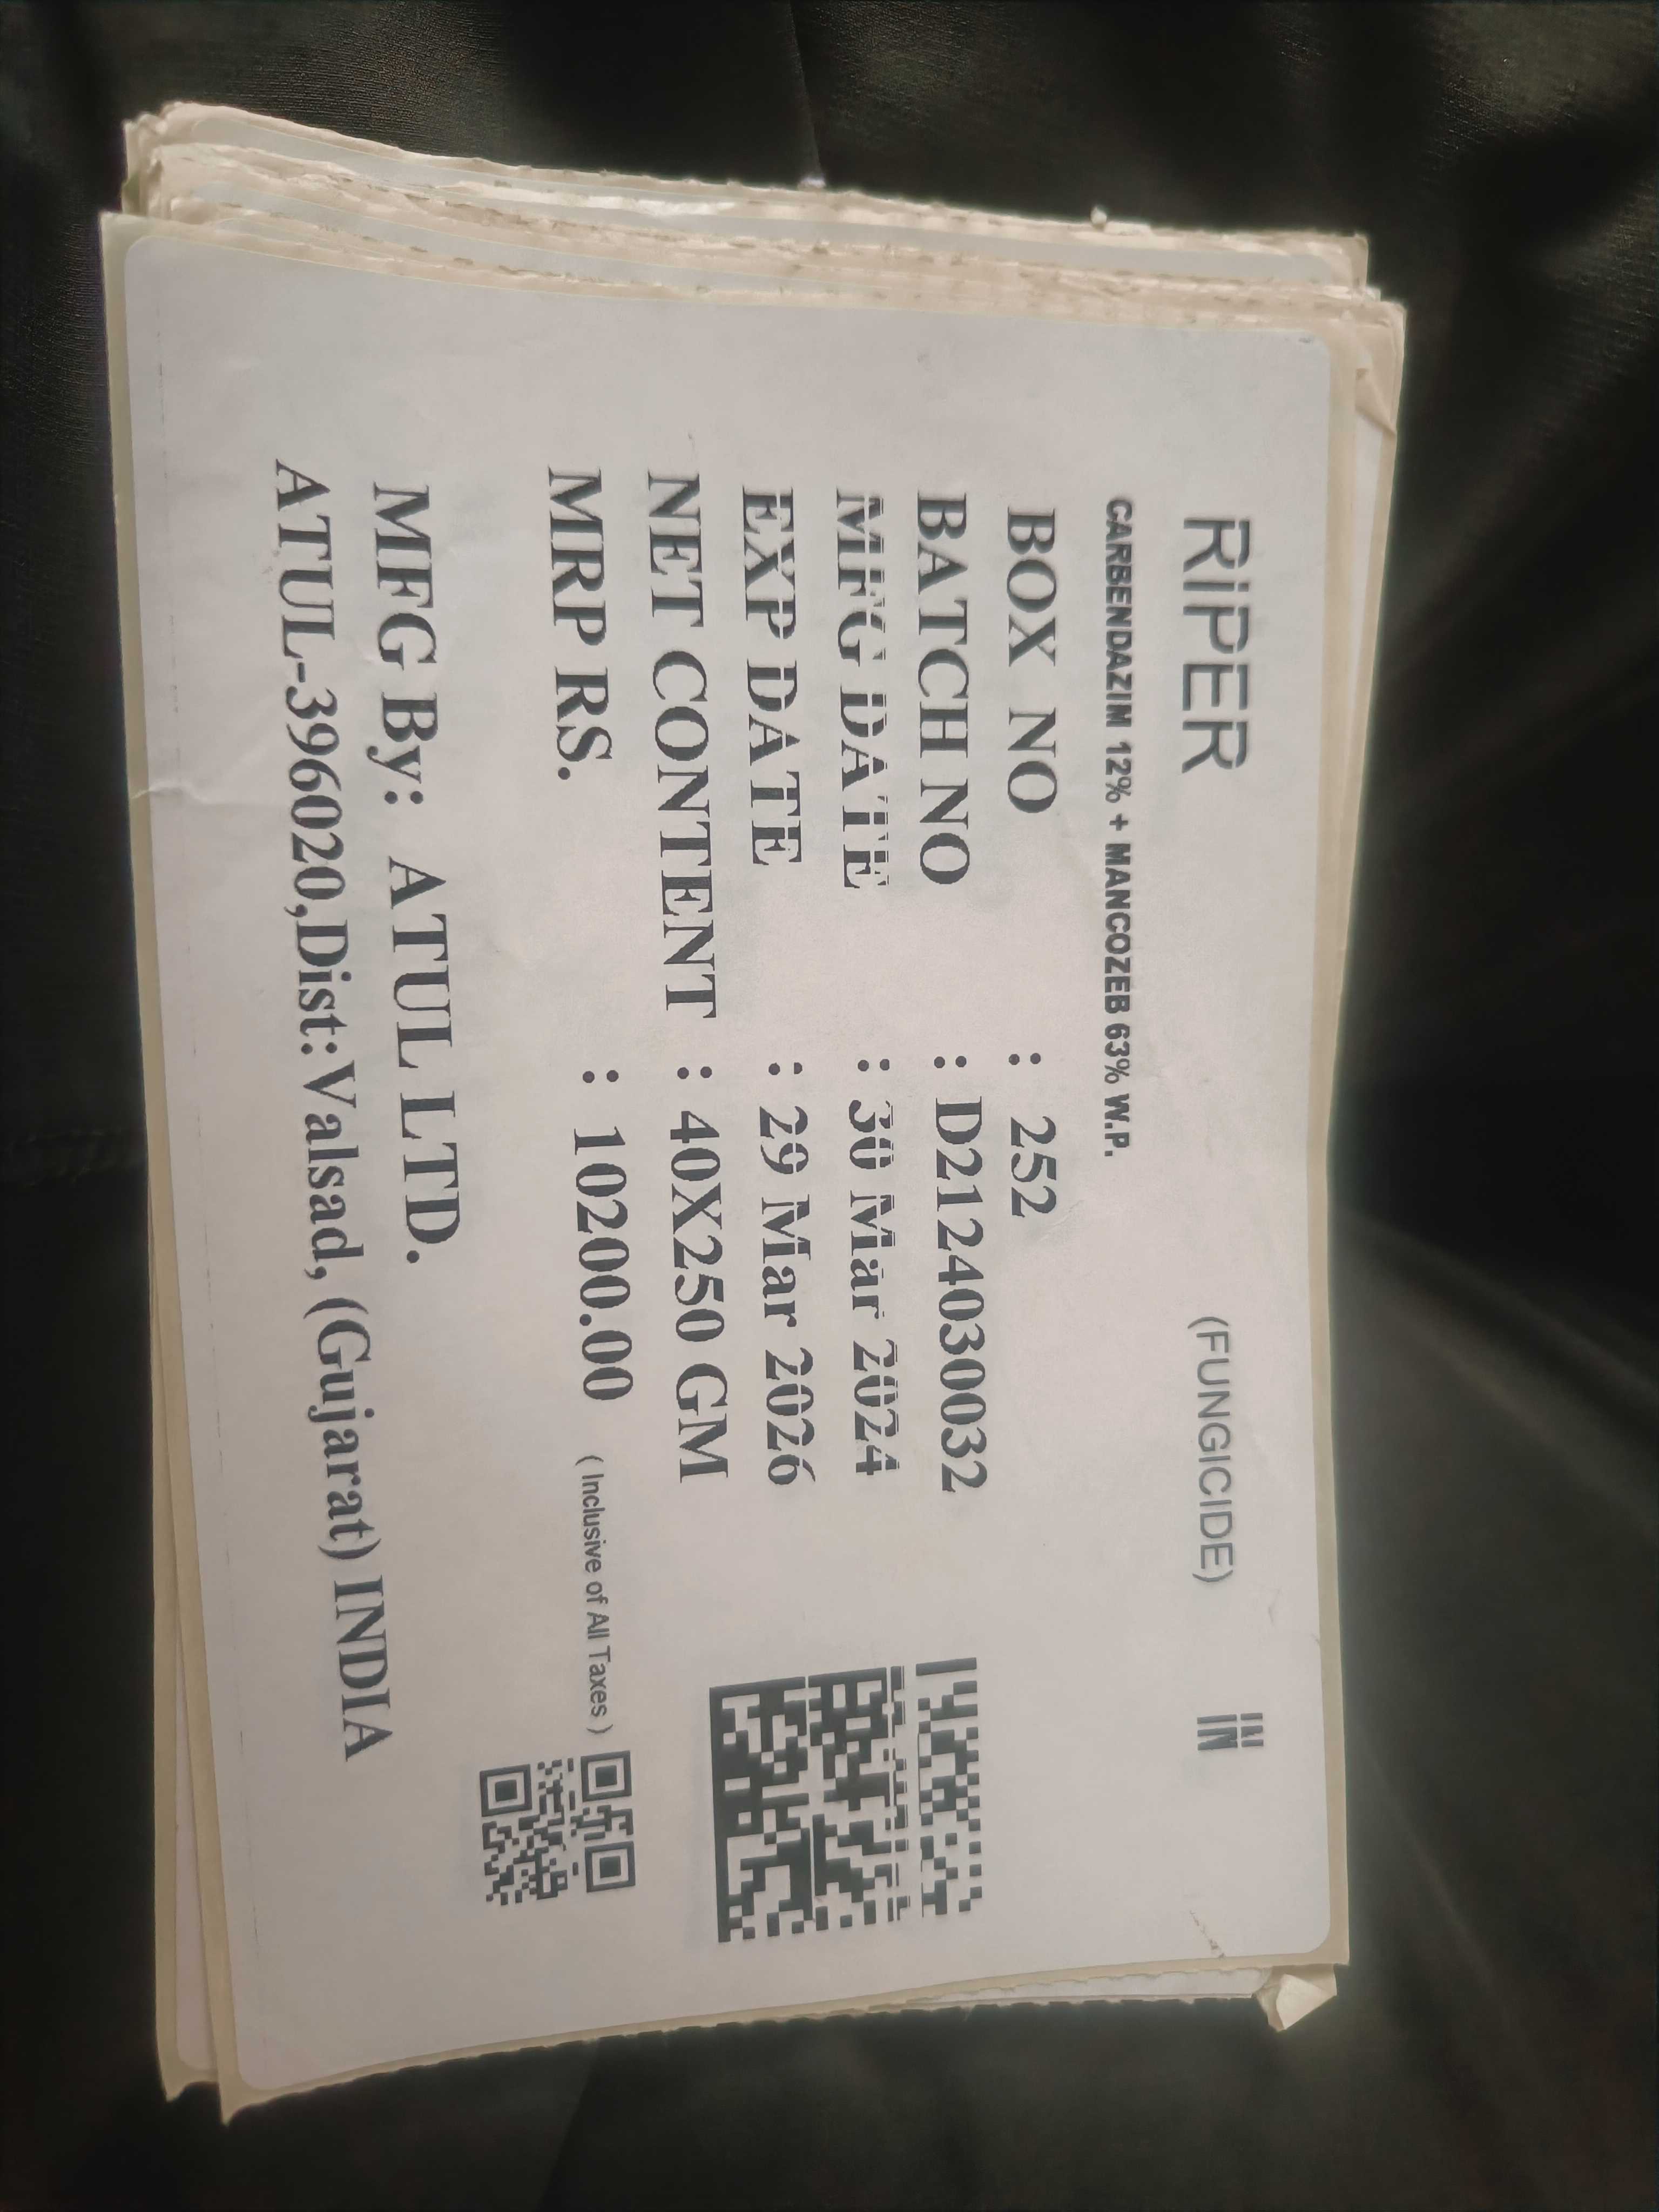 RiPER (FUNGICIDE)
CARBENDAZIM 12% + MANCOZEB 63% W.P.
BOX NO : 252
BATCH NO : D2124030032
MFG DATE : 30 Mar 2024
EXP DATE : 29 Mar 2026
NET CONTENT : 40X250 GM
MRP RS. : 10200.00 ( Inclusive of All Taxes )
MFG By: ATUL LTD.
ATUL-396020,Dist:Valsad, (Gujarat) INDIA